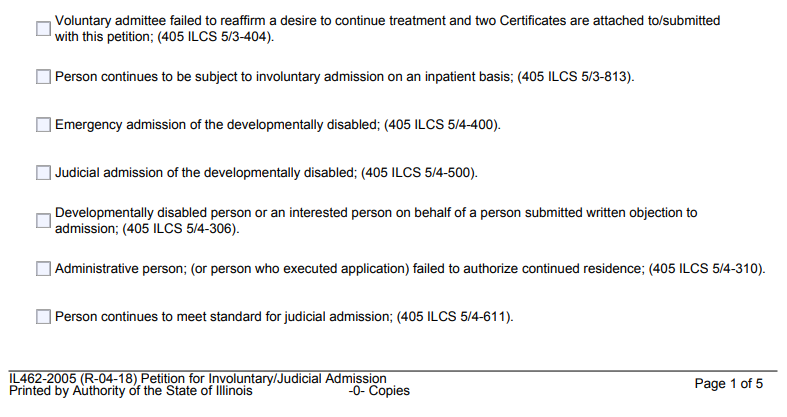 Voluntary admittee failed to reaffirm a desire to continue treatment and two Certificates are attached to/submitted
with this petition; (405 ILCS 5/3-404).
Person continues to be subject to involuntary admission on an inpatient basis; (405 ILCS 5/3-813).
Emergency admission of the developmentally disabled; (405 ILCS 5/4-400).
Judicial admission of the developmentally disabled; (405 ILCS 5/4-500).
Developmentally disabled person or an interested person on behalf of a person submitted written objection to
admission; (405 ILCS 5/4-306).
Administrative person; (or person who executed application) failed to authorize continued residence; (405 ILCS 5/4-310).
Person continues to meet standard for judicial admission; (405 ILCS 5/4-611).
IL462-2005 (R-04-18) Petition for Involuntary/Judicial Admission
Printed by Authority of the State of Illinois -0- Copies
Page 1 of 5